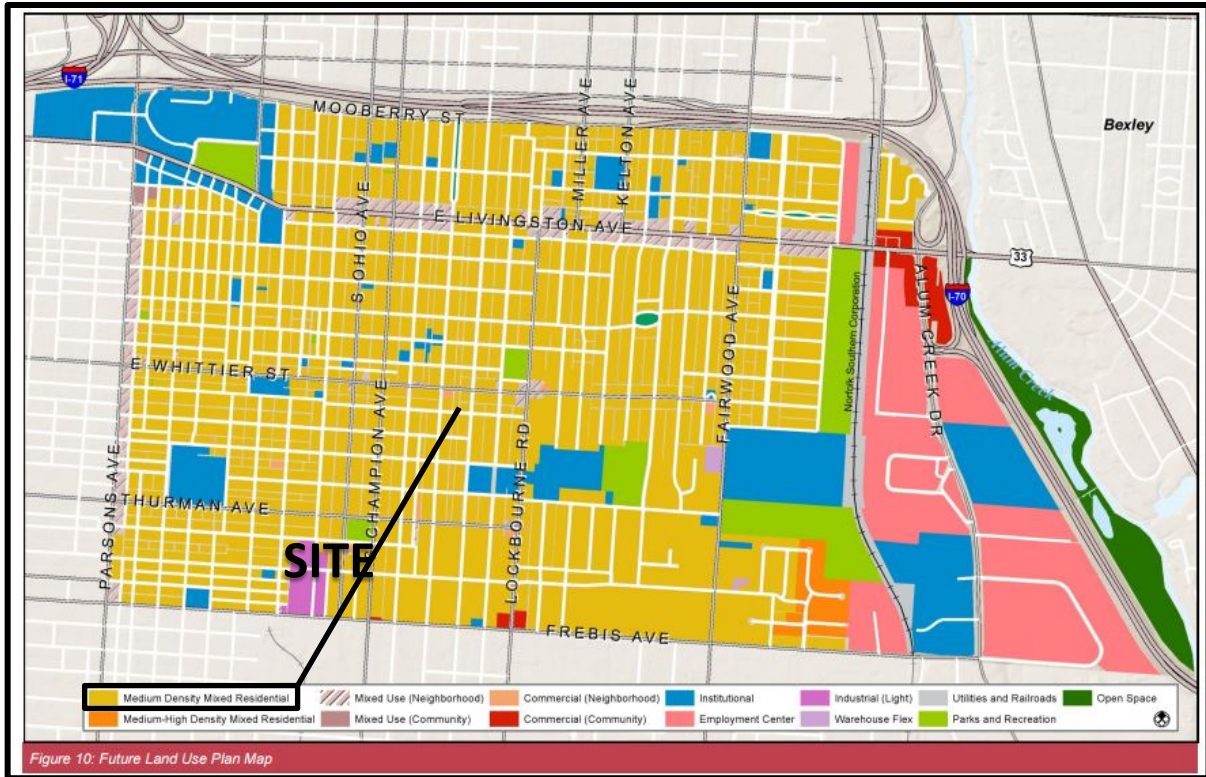 I-71
MOOBERRY ST
MILLER AVE
KELTON AVE
Bexley
S OHIO AVE
E LIVINGSTON AVE
33
Norfolk Southern Corporation
ALUM CREEK DR
I-70
Alum Creek
E WHITTIER ST
CHAMPION AVE
FAIRWOOD AVE
LOCKBOURNE RD
PARSONS AVE
THURMAN AVE
SITE
FREBIS AVE
Medium Density Mixed Residential
Mixed Use (Neighborhood)
Commercial (Neighborhood)
Institutional
Industrial (Light)
Utilities and Railroads
Open Space
Medium-High Density Mixed Residential
Mixed Use (Community)
Commercial (Community)
Employment Center
Warehouse Flex
Parks and Recreation
Figure 10: Future Land Use Plan Map